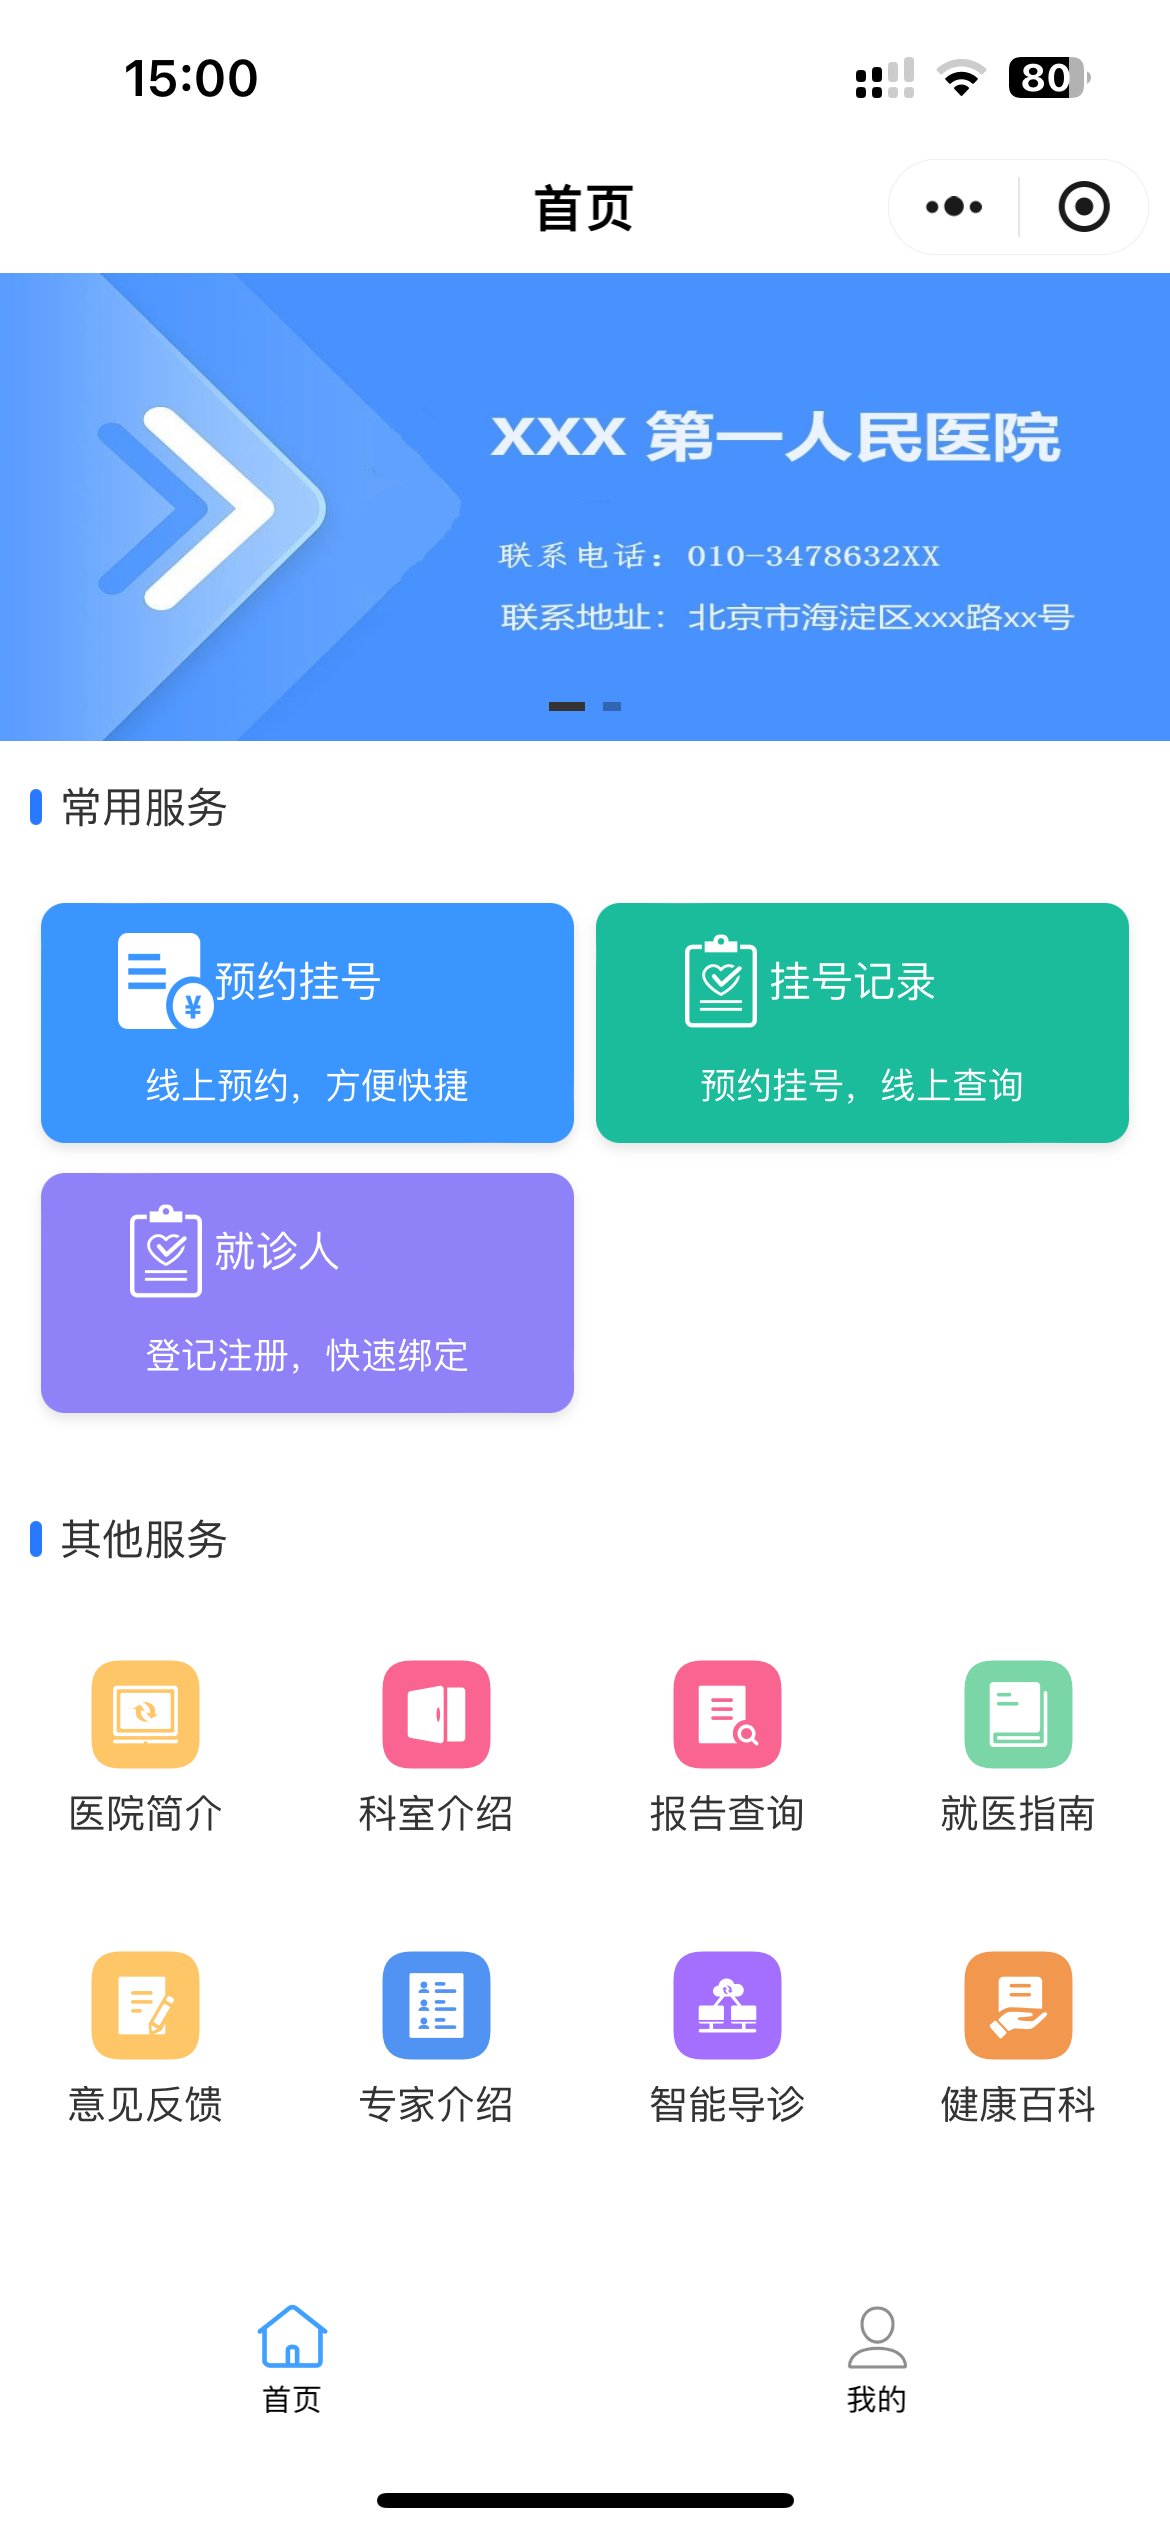 15:00
80
首页
xxx 第一人民医院
联系电话：010-3478632XX
联系地址：北京市海淀区xxx路xx号
常用服务
¥
预约挂号
挂号记录
线上预约，方便快捷
预约挂号，线上查询
就诊人
登记注册，快速绑定
其他服务
医院简介
科室介绍
报告查询
就医指南
意见反馈
专家介绍
智能导诊
健康百科
首页
我的